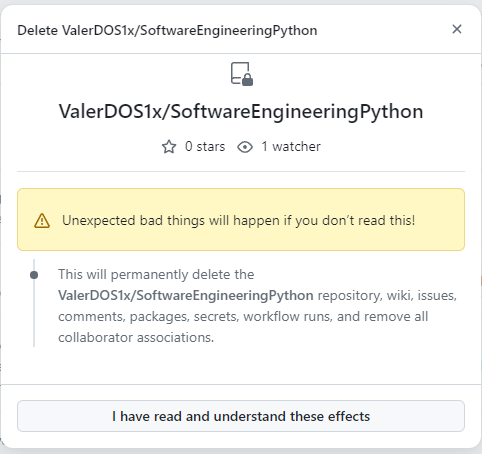 Delete ValerDOS1x/SoftwareEngineeringPython
ValerDOS1x/SoftwareEngineeringPython
0 stars 1 watcher
Unexpected bad things will happen if you don’t read this!
This will permanently delete the
ValerDOS1x/SoftwareEngineeringPython repository, wiki, issues,
comments, packages, secrets, workflow runs, and remove all
collaborator associations.
I have read and understand these effects